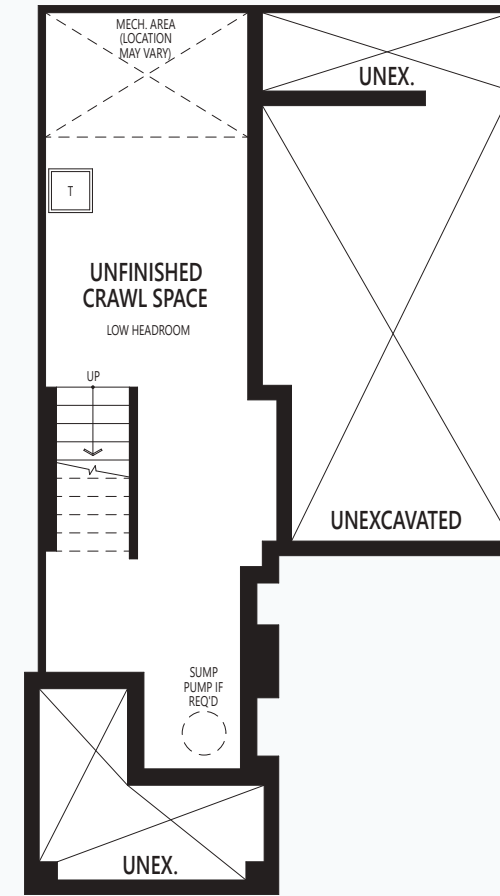 MECH. AREA
(LOCATION
MAY VARY)
UNEX.
T
UNFINISHED
CRAWL SPACE
LOW HEADROOM
UP
UNEXCAVATED
SUMP
PUMP IF
REQ'D
UNEX.